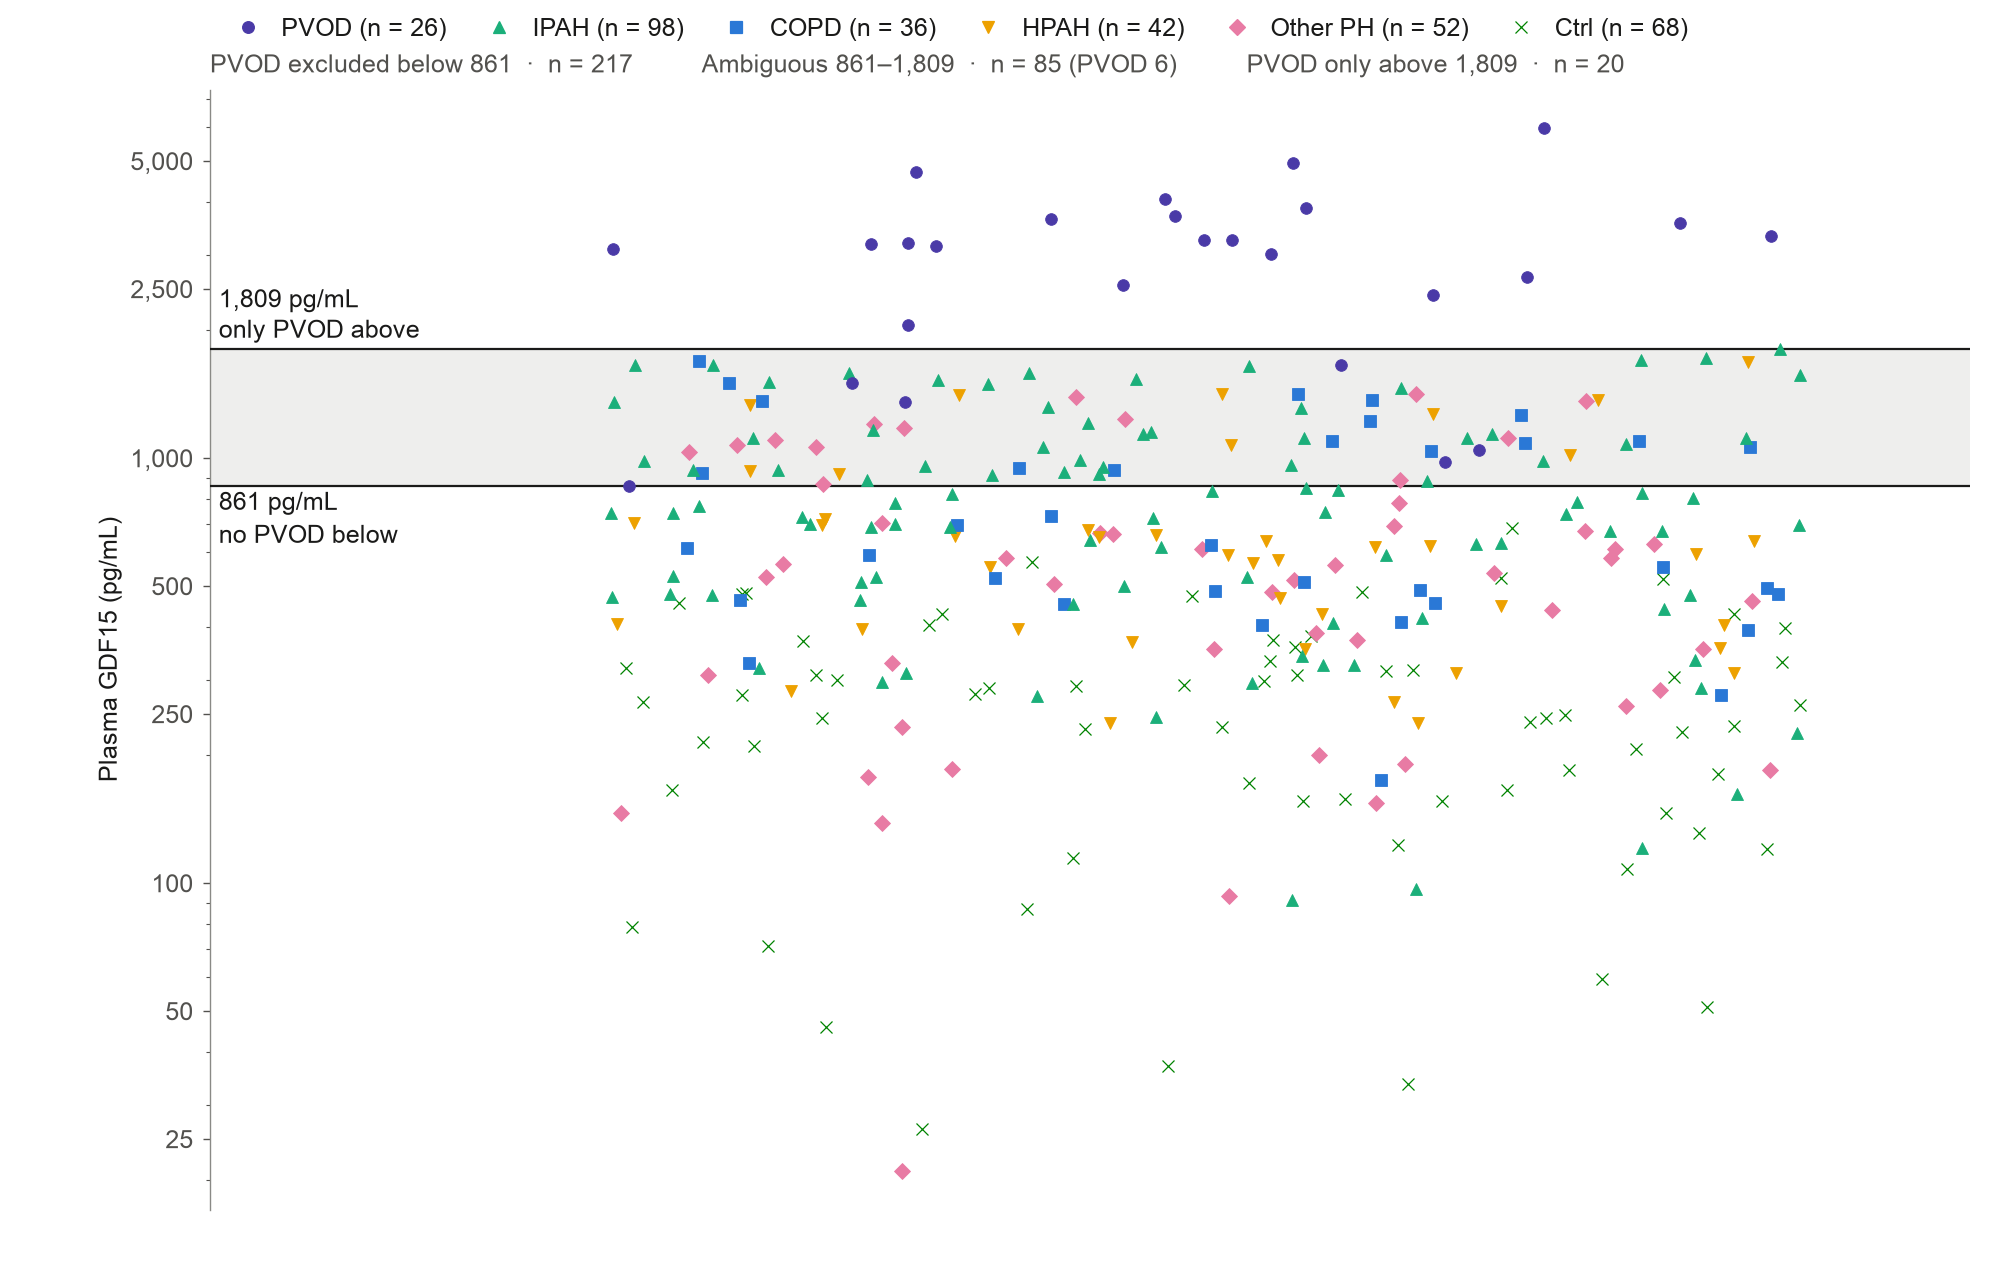 PVOD (n = 26) IPAH (n = 98) COPD (n = 36) HPAH (n = 42) Other PH (n = 52) Ctrl (n = 68)
PVOD excluded below 861 · n = 217 Ambiguous 861–1,809 · n = 85 (PVOD 6) PVOD only above 1,809 · n = 20
5,000
2,500
1,809 pg/mL
only PVOD above
1,000
861 pg/mL
no PVOD below
500
250
100
50
25
Plasma GDF15 (pg/mL)